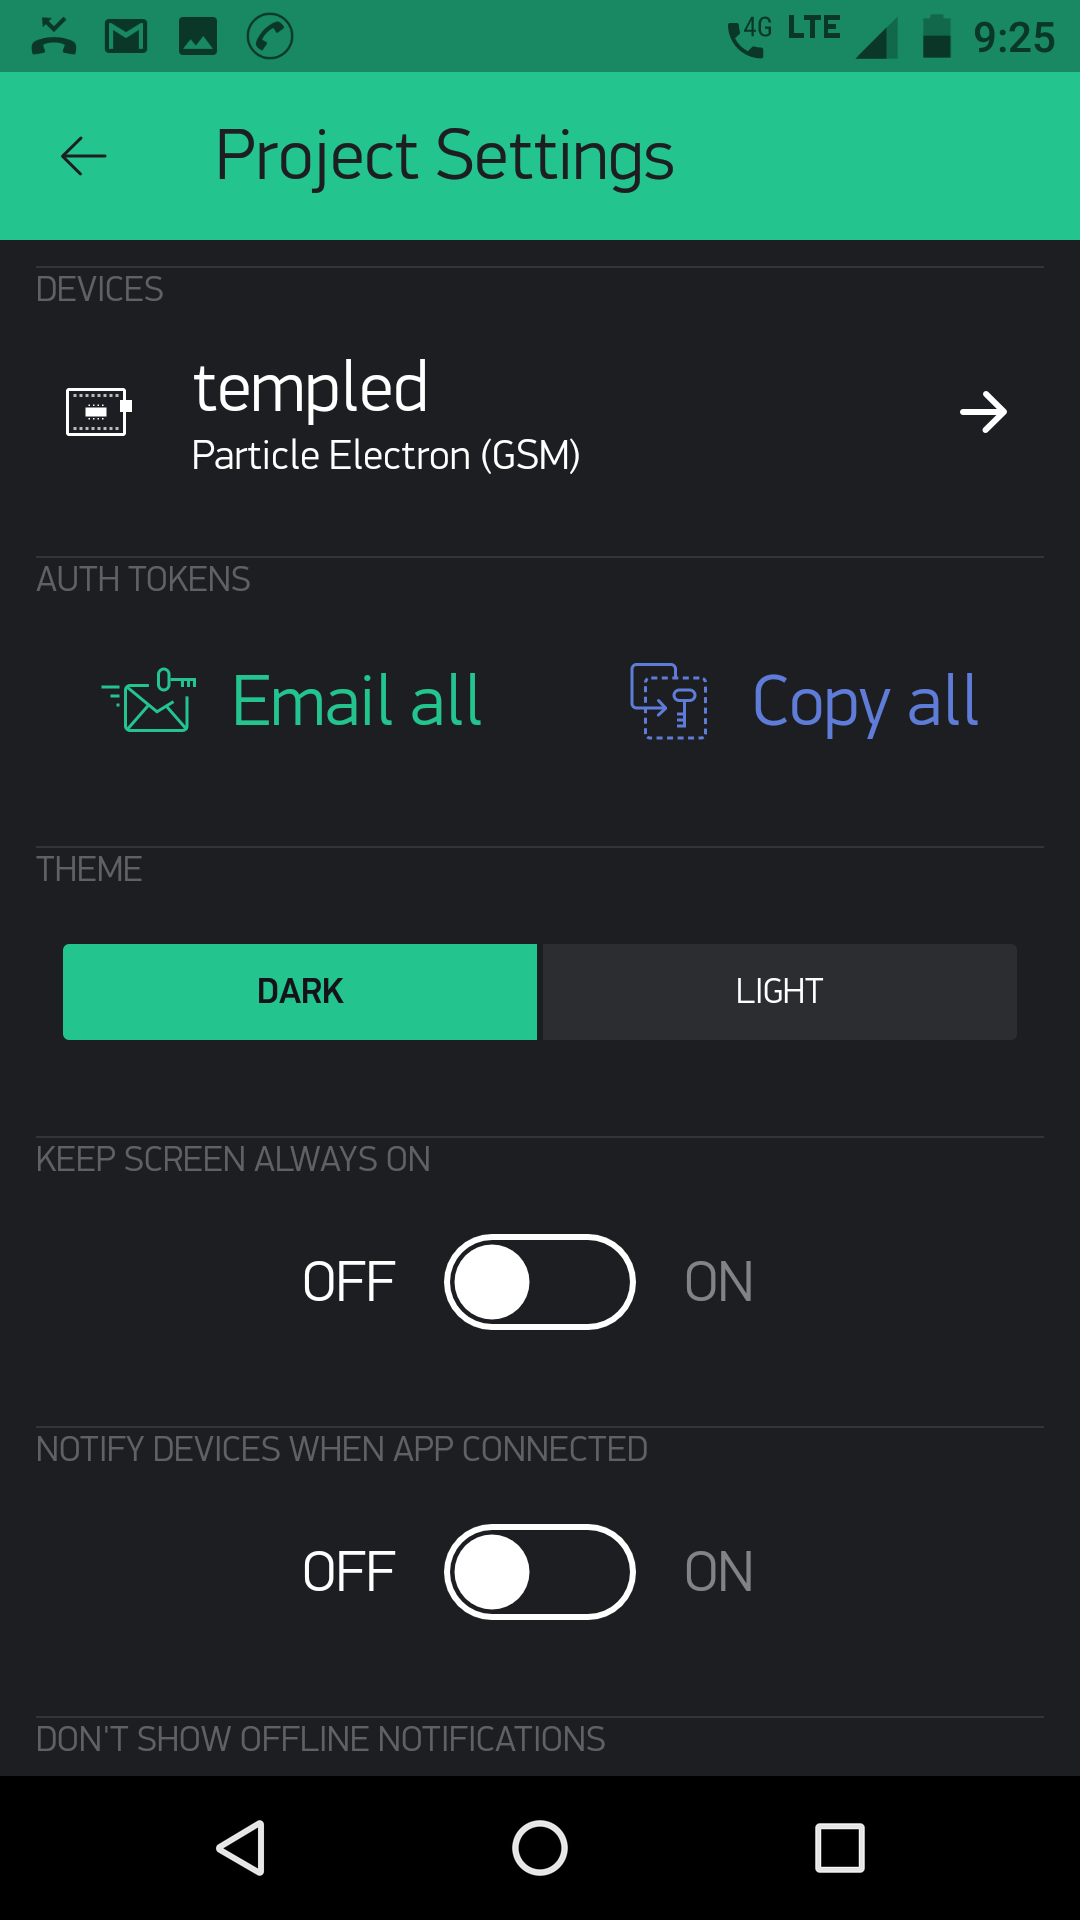 4G LTE 9:25
Project Settings
DEVICES
templed
Particle Electron (GSM)
AUTH TOKENS
Email all Copy all
THEME
DARK LIGHT
KEEP SCREEN ALWAYS ON
OFF ON
NOTIFY DEVICES WHEN APP CONNECTED
OFF ON
DON'T SHOW OFFLINE NOTIFICATIONS